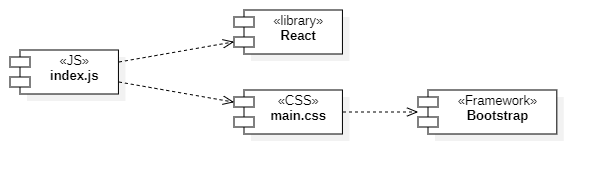 «library»
React
«JS»
index.js
«CSS»
main.css
«Framework»
Bootstrap